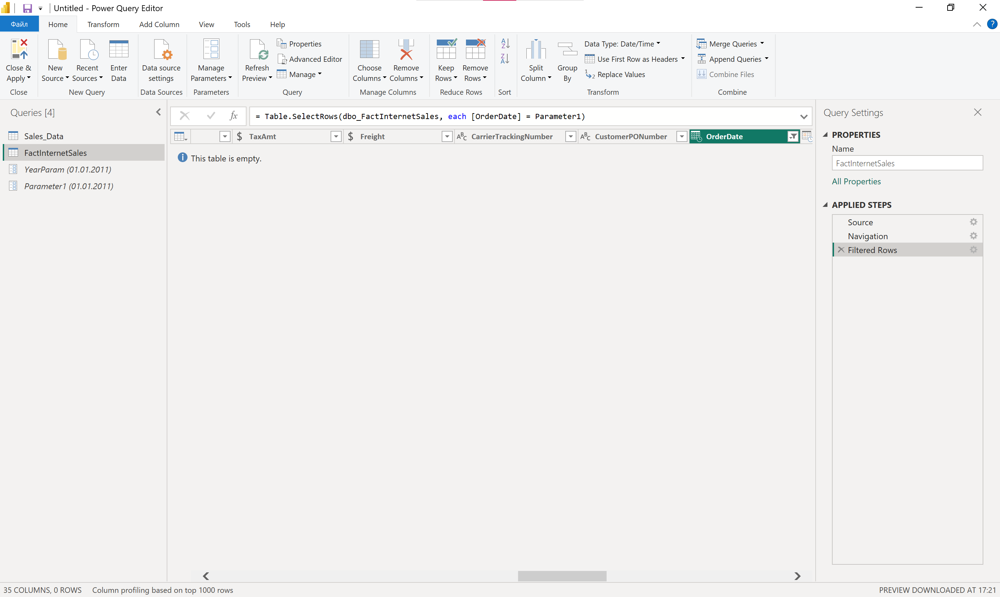 Untitled - Power Query Editor
Файл Home Transform Add Column View Tools Help ?
Close & Apply
Close
New Source
Recent Sources
Enter Data
New Query
Data source settings
Data Sources
Manage Parameters
Parameters
Refresh Preview
Properties
Advanced Editor
Manage
Query
Choose Columns
Remove Columns
Manage Columns
Keep Rows
Remove Rows
Reduce Rows
A Z
Z A
Sort
Split Column
Group By
Data Type: Date/Time
Use First Row as Headers
1 2 Replace Values
Transform
Merge Queries
Append Queries
Combine Files
Combine
Queries [4]
Sales_Data
FactInternetSales
YearParam (01.01.2011)
Parameter1 (01.01.2011)
fx = Table.SelectRows(dbo_FactInternetSales, each [OrderDate] = Parameter1)
$ TaxAmt $ Freight ABC CarrierTrackingNumber ABC CustomerPONumber OrderDate
i This table is empty.
Query Settings
PROPERTIES
Name
FactInternetSales
All Properties
APPLIED STEPS
Source
Navigation
Filtered Rows
35 COLUMNS, 0 ROWS Column profiling based on top 1000 rows PREVIEW DOWNLOADED AT 17:21